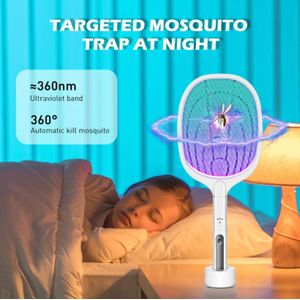 TARGETED MOSQUITO
TRAP AT NIGHT
≈360nm
Ultraviolet band
360°
Automatic kill mosquito